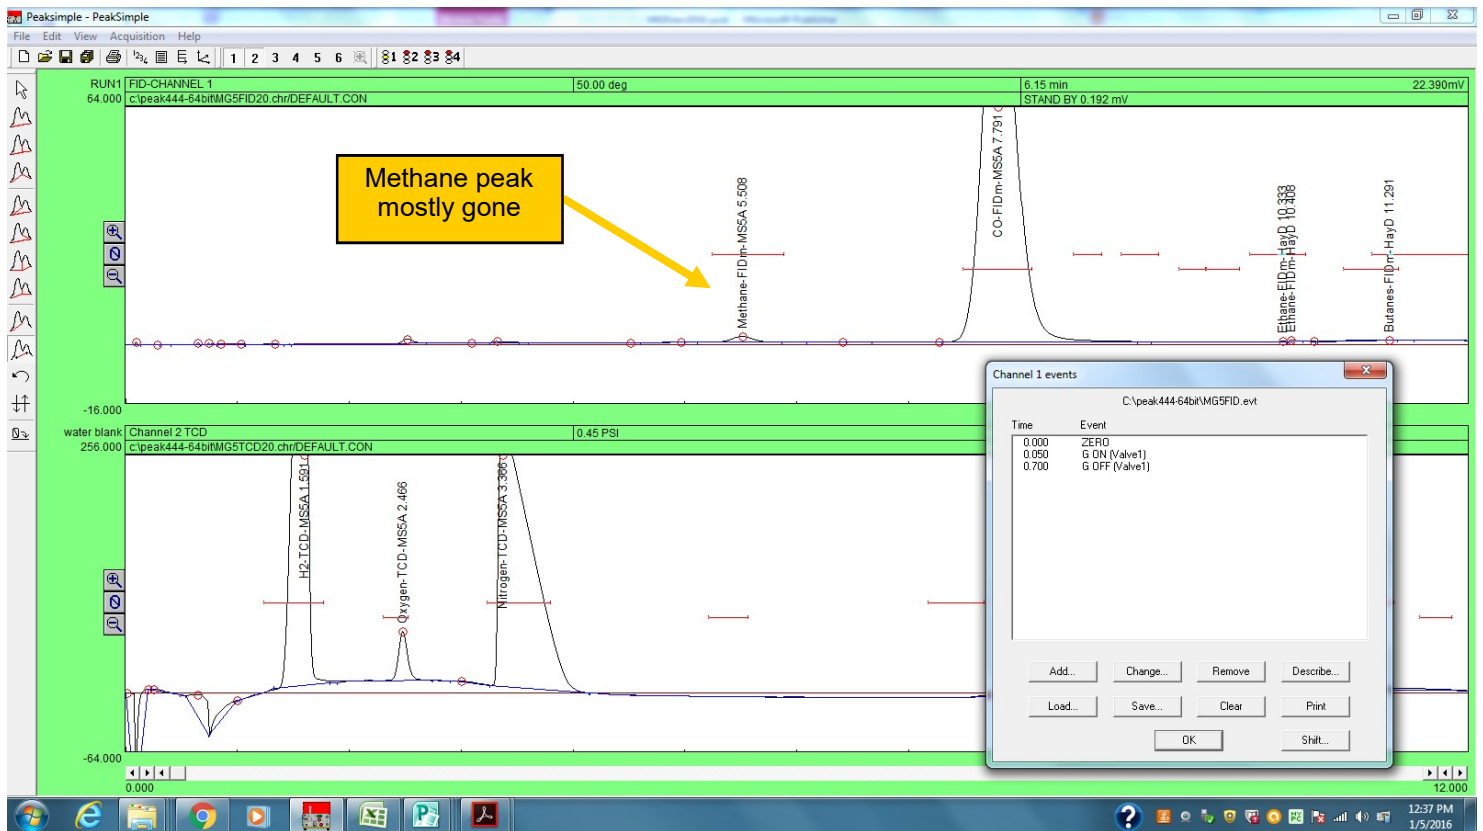 Peaksimple - PeakSimple
File Edit View Acquisition Help
1 2 3 4 5 6 81 82 83 84
RUN1 FID-CHANNEL 1 50.00 deg 6.15 min 22.390mV
64.000 c:\peak444-64bit\MG5FID20.chr/DEFAULT.CON STAND BY 0.192 mV
Methane peak
mostly gone
Methane-FIDm-MS5A 5.508
CO-FIDm-MS5A 7.791
Ethane-FIDm-HayD 10.333
Ethane-FIDm-HayD 10.408
Butanes-FIDm-HayD 11.291
-16.000
water blank Channel 2 TCD 0.45 PSI
256.000 c:\peak444-64bit\MG5TCD20.chr/DEFAULT.CON
H2-TCD-MS5A 1.591
Oxygen-TCD-MS5A 2.466
Nitrogen-TCD-MS5A 3.366
-64.000
0.000 12.000
Channel 1 events
C:\peak444-64bit\MG5FID.evt
Time Event
0.000 ZERO
0.050 G ON (Valve1)
0.700 G OFF (Valve1)
Add... Change... Remove Describe...
Load... Save... Clear Print
OK Shift...
12:37 PM
1/5/2016